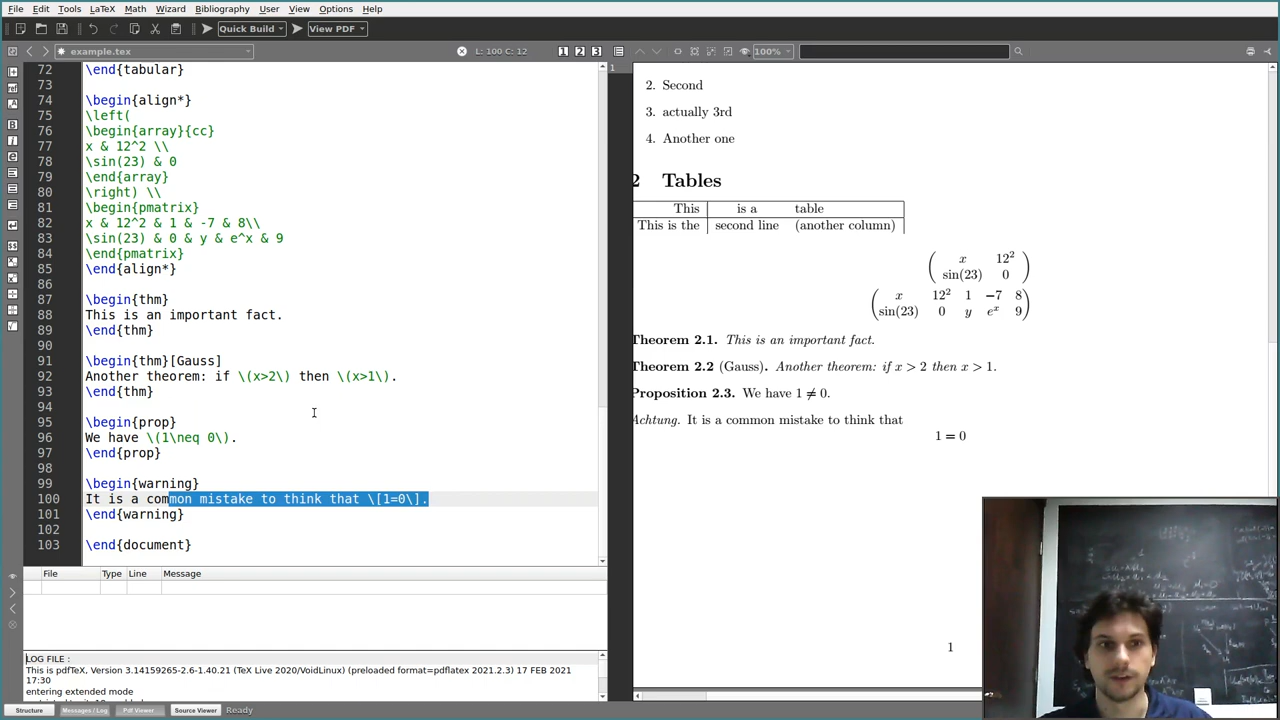 File Edit Tools LaTeX Math Wizard Bibliography User View Options Help
Quick Build View PDF
example.tex L: 100 C: 12 1 2 3 100%
72 \end{tabular}
73
74 \begin{align*}
75 \left(
76 \begin{array}{cc}
77 x & 12^2 \\
78 \sin(23) & 0
79 \end{array}
80 \right) \\
81 \begin{pmatrix}
82 x & 12^2 & 1 & -7 & 8\\
83 \sin(23) & 0 & y & e^x & 9
84 \end{pmatrix}
85 \end{align*}
86
87 \begin{thm}
88 This is an important fact.
89 \end{thm}
90
91 \begin{thm}[Gauss]
92 Another theorem: if \(x>2\) then \(x>1\).
93 \end{thm}
94
95 \begin{prop}
96 We have \(1\neq 0\).
97 \end{prop}
98
99 \begin{warning}
100 It is a common mistake to think that \[1=0\].
101 \end{warning}
102
103 \end{document}
File Type Line Message
LOG FILE :
This is pdfTeX, Version 3.14159265-2.6-1.40.21 (TeX Live 2020/VoidLinux) (preloaded format=pdflatex 2021.2.3) 17 FEB 2021
17:30
entering extended mode
Structure Messages / Log Pdf Viewer Source Viewer Ready
1
2. Second
3. actually 3rd
4. Another one
2 Tables
This is a table
This is the second line (another column)
x 12²
sin(23) 0
x 12² 1 −7 8
sin(23) 0 y eˣ 9
Theorem 2.1. This is an important fact.
Theorem 2.2 (Gauss). Another theorem: if x > 2 then x > 1.
Proposition 2.3. We have 1 ≠ 0.
Achtung. It is a common mistake to think that
1 = 0
1